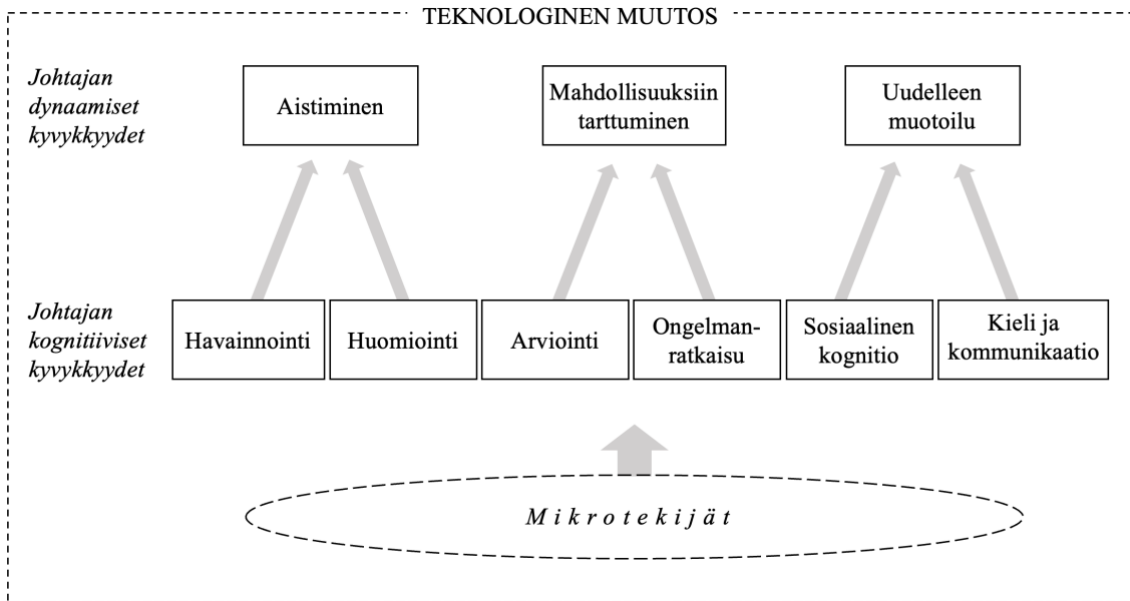 TEKNOLOGINEN MUUTOS
Johtajan
dynaamiset
kyvykkyydet
Aistiminen
Mahdollisuuksiin
tarttuminen
Uudelleen
muotoilu
Johtajan
kognitiiviset
kyvykkyydet
Havainnointi
Huomiointi
Arviointi
Ongelman-
ratkaisu
Sosiaalinen
kognitio
Kieli ja
kommunikaatio
Mikrotekijät